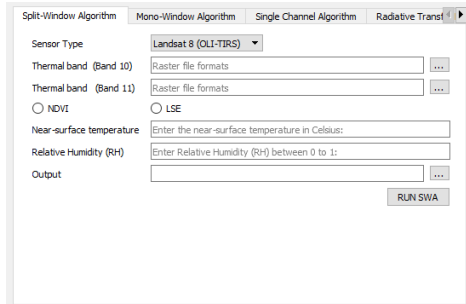 Split-Window Algorithm Mono-Window Algorithm Single Channel Algorithm Radiative Transf
Sensor Type Landsat 8 (OLI-TIRS)
Thermal band (Band 10) Raster file formats ...
Thermal band (Band 11) Raster file formats ...
NDVI LSE
Near-surface temperature Enter the near-surface temperature in Celsius:
Relative Humidity (RH) Enter Relative Humidity (RH) between 0 to 1:
Output ...
RUN SWA